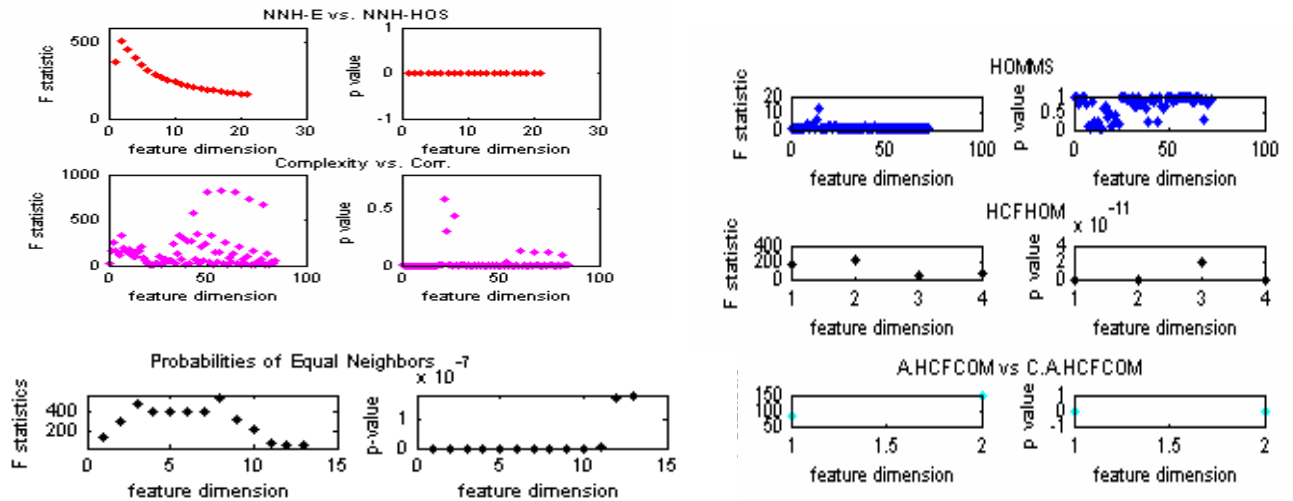 NNH-E vs. NNH-HOS
F statistic
500
0
0 10 20 30
feature dimension
p value
1
0
-1
0 10 20 30
feature dimension
Complexity vs. Corr.
F statistic
1000
500
0
0 50 100
feature dimension
p value
0.5
0
0 50 100
feature dimension
Probabilities of Equal Neighbors
F statistics
400
200
0 5 10 15
feature dimension
x 10 -7
p-value
1
0
0 5 10 15
feature dimension
HOMMS
F statistic
20
10
0
0 50 100
feature dimension
p value
1
0.5
0
0 50 100
feature dimension
HCFHOM
F statistic
400
200
0
1 2 3 4
feature dimension
x 10 -11
p value
4
2
0
1 2 3 4
feature dimension
A.HCFCOM vs C.A.HCFCOM
F statistic
150
100
50
1 1.5 2
feature dimension
p value
1
0
-1
1 1.5 2
feature dimension